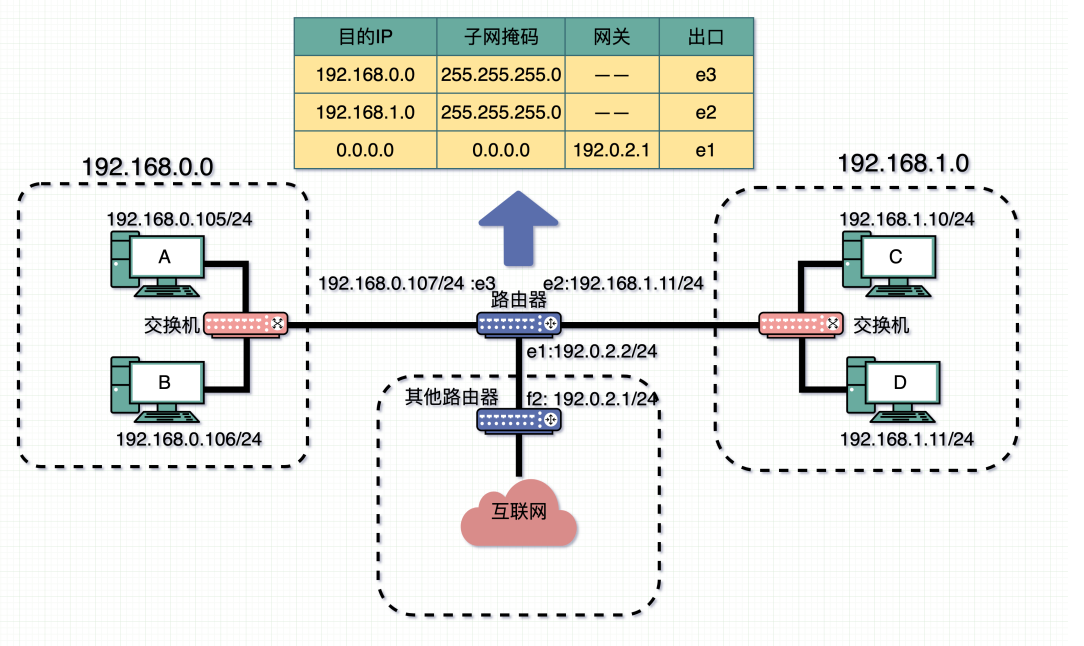 目的IP 子网掩码 网关 出口
192.168.0.0 255.255.255.0 —— e3
192.168.1.0 255.255.255.0 —— e2
0.0.0.0 0.0.0.0 192.0.2.1 e1
192.168.0.0
192.168.1.0
192.168.0.105/24
A
192.168.1.10/24
C
192.168.0.107/24 :e3
e2:192.168.1.11/24
路由器
交换机
交换机
e1:192.0.2.2/24
B
192.168.0.106/24
D
192.168.1.11/24
其他路由器
f2: 192.0.2.1/24
互联网